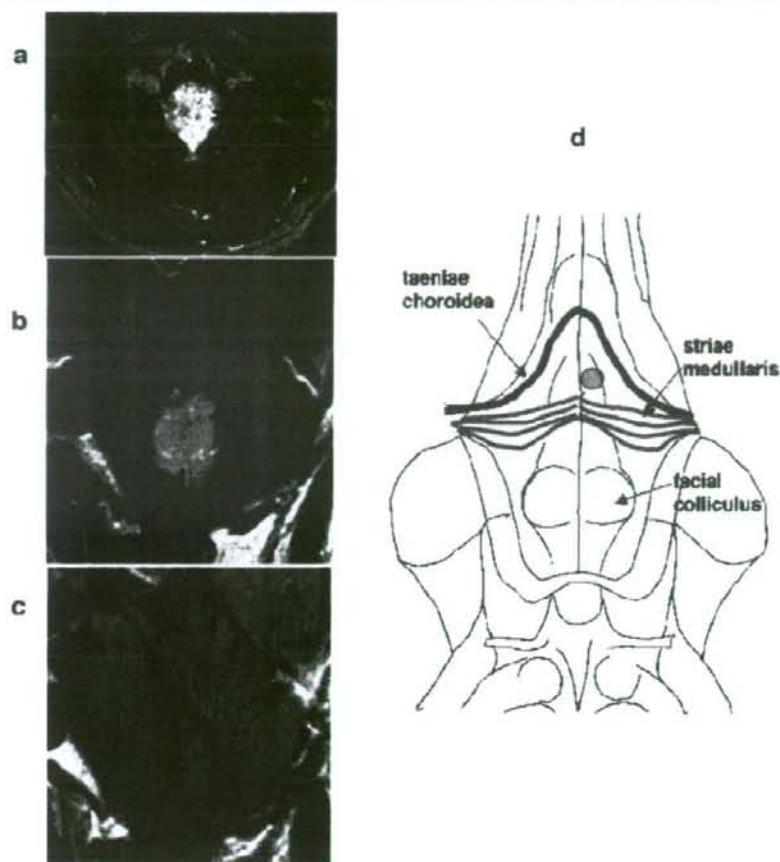 a
b
c
d
taeniae
choroidea
striae
medullaris
facial
colliculus